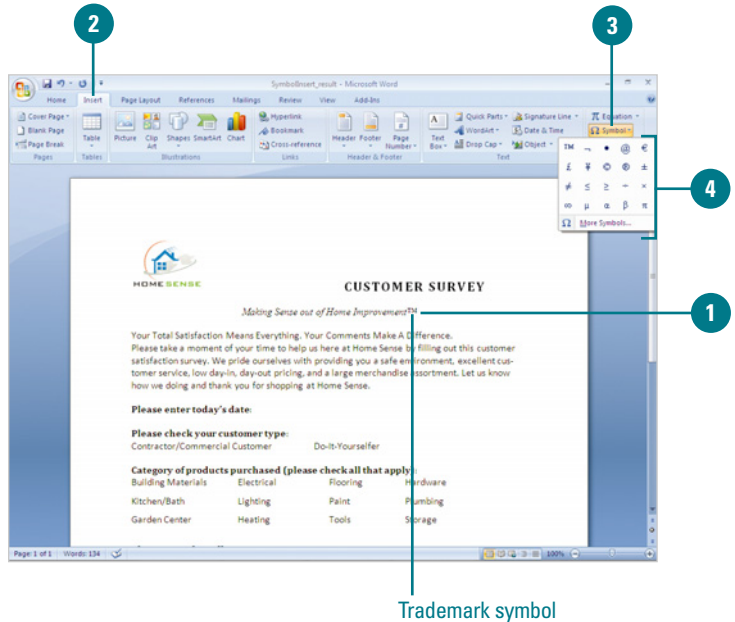 2
3
SymbolInsert_result - Microsoft Word
Home Insert Page Layout References Mailings Review View Add-Ins
Cover Page Hyperlink Quick Parts Signature Line π Equation
Blank Page Bookmark WordArt Date & Time Ω Symbol
Page Break Table Picture Clip Art Shapes SmartArt Chart Cross-reference Header Footer Page Number Text Box Drop Cap Object
Pages Tables Illustrations Links Header & Footer Text
TM ¬ • @ €
£ ¥ © ® ±
≠ ≤ ≥ ÷ ×
∞ µ α β π
Ω More Symbols...
4
HOME SENSE
CUSTOMER SURVEY
Making Sense out of Home Improvement™
1
Your Total Satisfaction Means Everything. Your Comments Make A Difference.
Please take a moment of your time to help us here at Home Sense by filling out this customer
satisfaction survey. We pride ourselves with providing you a safe environment, excellent cus-
tomer service, low day-in, day-out pricing, and a large merchandise assortment. Let us know
how we doing and thank you for shopping at Home Sense.
Please enter today's date:
Please check your customer type:
Contractor/Commercial Customer Do-It-Yourselfer
Category of products purchased (please check all that apply):
Building Materials Electrical Flooring Hardware
Kitchen/Bath Lighting Paint Plumbing
Garden Center Heating Tools Storage
Page: 1 of 1 Words: 134 100%
Trademark symbol